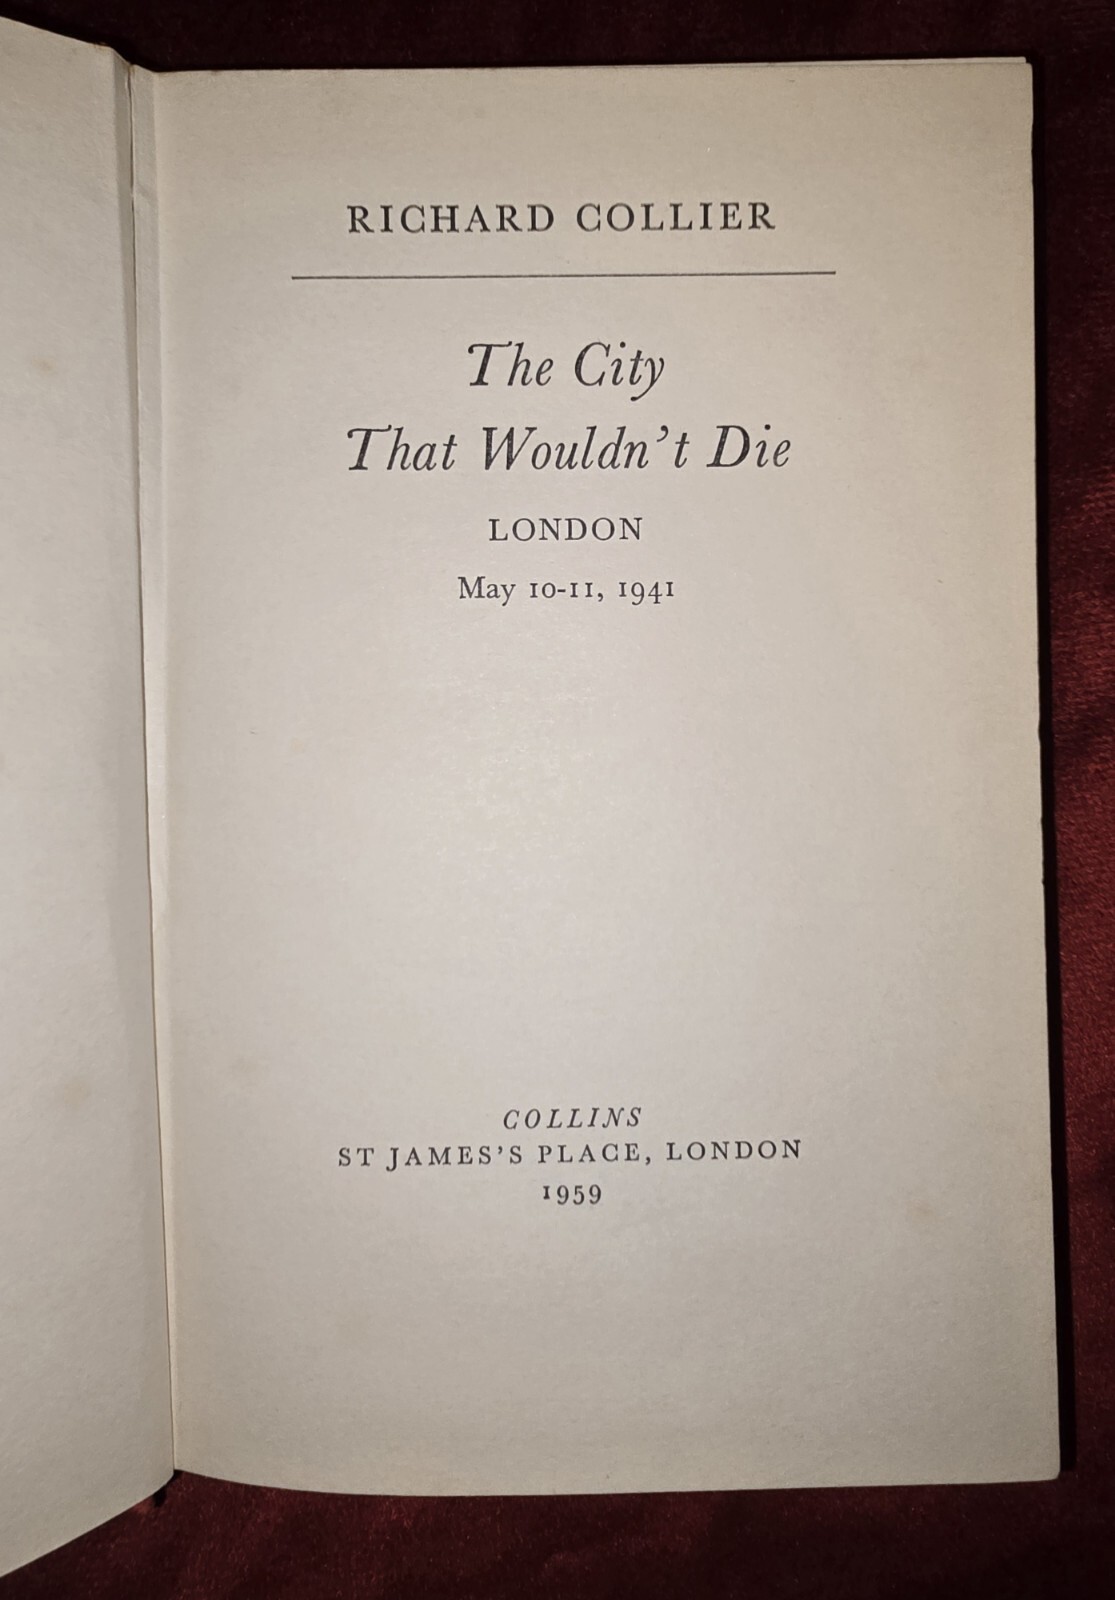 RICHARD COLLIER
The City
That Wouldn't Die
LONDON
May 10-11, 1941
COLLINS
ST JAMES'S PLACE, LONDON
1959